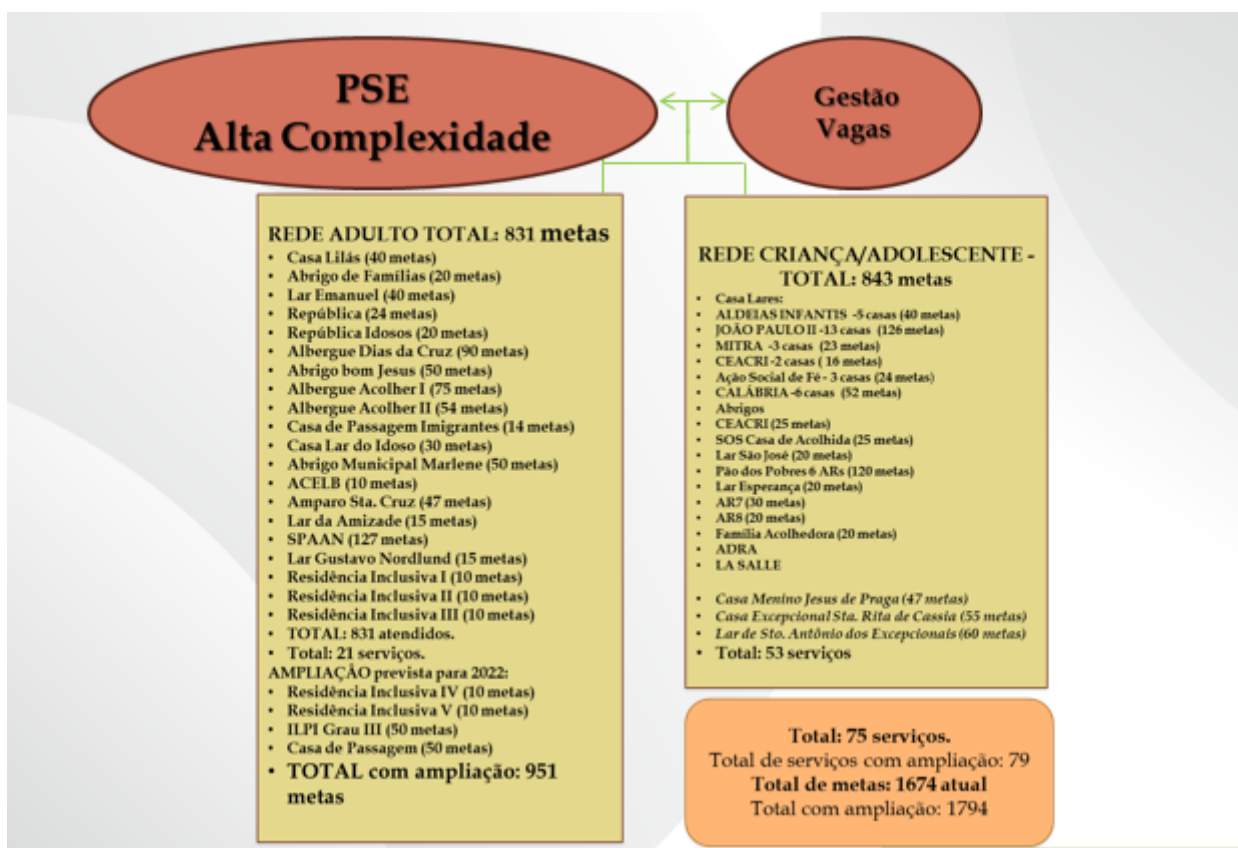 PSE
Alta Complexidade
Gestão
Vagas
REDE ADULTO TOTAL: 831 metas
• Casa Lilás (40 metas)
• Abrigo de Famílias (20 metas)
• Lar Emanuel (40 metas)
• República (24 metas)
• República Idosos (20 metas)
• Albergue Dias da Cruz (90 metas)
• Abrigo bom Jesus (50 metas)
• Albergue Acolher I (75 metas)
• Albergue Acolher II (54 metas)
• Casa de Passagem Imigrantes (14 metas)
• Casa Lar do Idoso (30 metas)
• Abrigo Municipal Marlene (50 metas)
• ACELB (10 metas)
• Amparo Sta. Cruz (47 metas)
• Lar da Amizade (15 metas)
• SPAAN (127 metas)
• Lar Gustavo Nordlund (15 metas)
• Residência Inclusiva I (10 metas)
• Residência Inclusiva II (10 metas)
• Residência Inclusiva III (10 metas)
• TOTAL: 831 atendidos.
• Total: 21 serviços.
AMPLIAÇÃO prevista para 2022:
• Residência Inclusiva IV (10 metas)
• Residência Inclusiva V (10 metas)
• ILPI Grau III (50 metas)
• Casa de Passagem (50 metas)
• TOTAL com ampliação: 951
metas
REDE CRIANÇA/ADOLESCENTE -
TOTAL: 843 metas
• Casa Lares:
• ALDEIAS INFANTIS -5 casas (40 metas)
• JOÃO PAULO II -13 casas (126 metas)
• MITRA -3 casas (23 metas)
• CEACRI -2 casas ( 16 metas)
• Ação Social de Fé - 3 casas (24 metas)
• CALÁBRIA -6 casas (52 metas)
• Abrigos
• CEACRI (25 metas)
• SOS Casa de Acolhida (25 metas)
• Lar São José (20 metas)
• Pão dos Pobres 6 ARs (120 metas)
• Lar Esperança (20 metas)
• AR7 (30 metas)
• AR8 (20 metas)
• Família Acolhedora (20 metas)
• ADRA
• LA SALLE
• Casa Menino Jesus de Praga (47 metas)
• Casa Excepcional Sta. Rita de Cassia (55 metas)
• Lar de Sto. Antônio dos Excepcionais (60 metas)
• Total: 53 serviços
Total: 75 serviços.
Total de serviços com ampliação: 79
Total de metas: 1674 atual
Total com ampliação: 1794